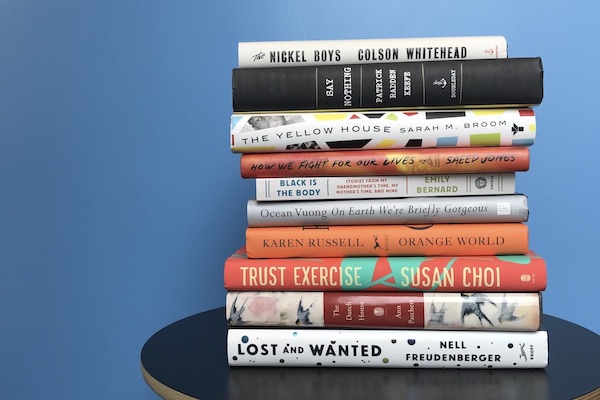 The NICKEL BOYS COLSON WHITEHEAD
SAY
NOTHING
PATRICK
RADDEN
KEEFE
DOUBLEDAY
THE YELLOW HOUSE SARAH M. BROOM
HOW WE FIGHT FOR OUR LIVES SAEED JONES
BLACK IS
THE BODY
STORIES FROM MY
GRANDMOTHER'S TIME, MY
MOTHER'S TIME, AND MINE
EMILY
BERNARD
Ocean Vuong On Earth We're Briefly Gorgeous
KAREN RUSSELL ORANGE WORLD
TRUST EXERCISE SUSAN CHOI
The
Dutch
House
Ann
Patchett
LOST AND WANTED NELL
FREUDENBERGER